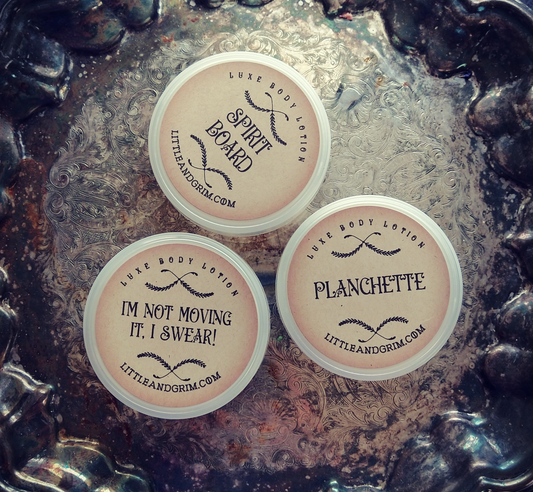 LUXE BODY LOTION
SPIRIT
BOARD
LITTLEANDGRIM.COM
LUXE BODY LOTION
I'M NOT MOVING
IT, I SWEAR!
LITTLEANDGRIM.COM
LUXE BODY LOTION
PLANCHETTE
LITTLEANDGRIM.COM